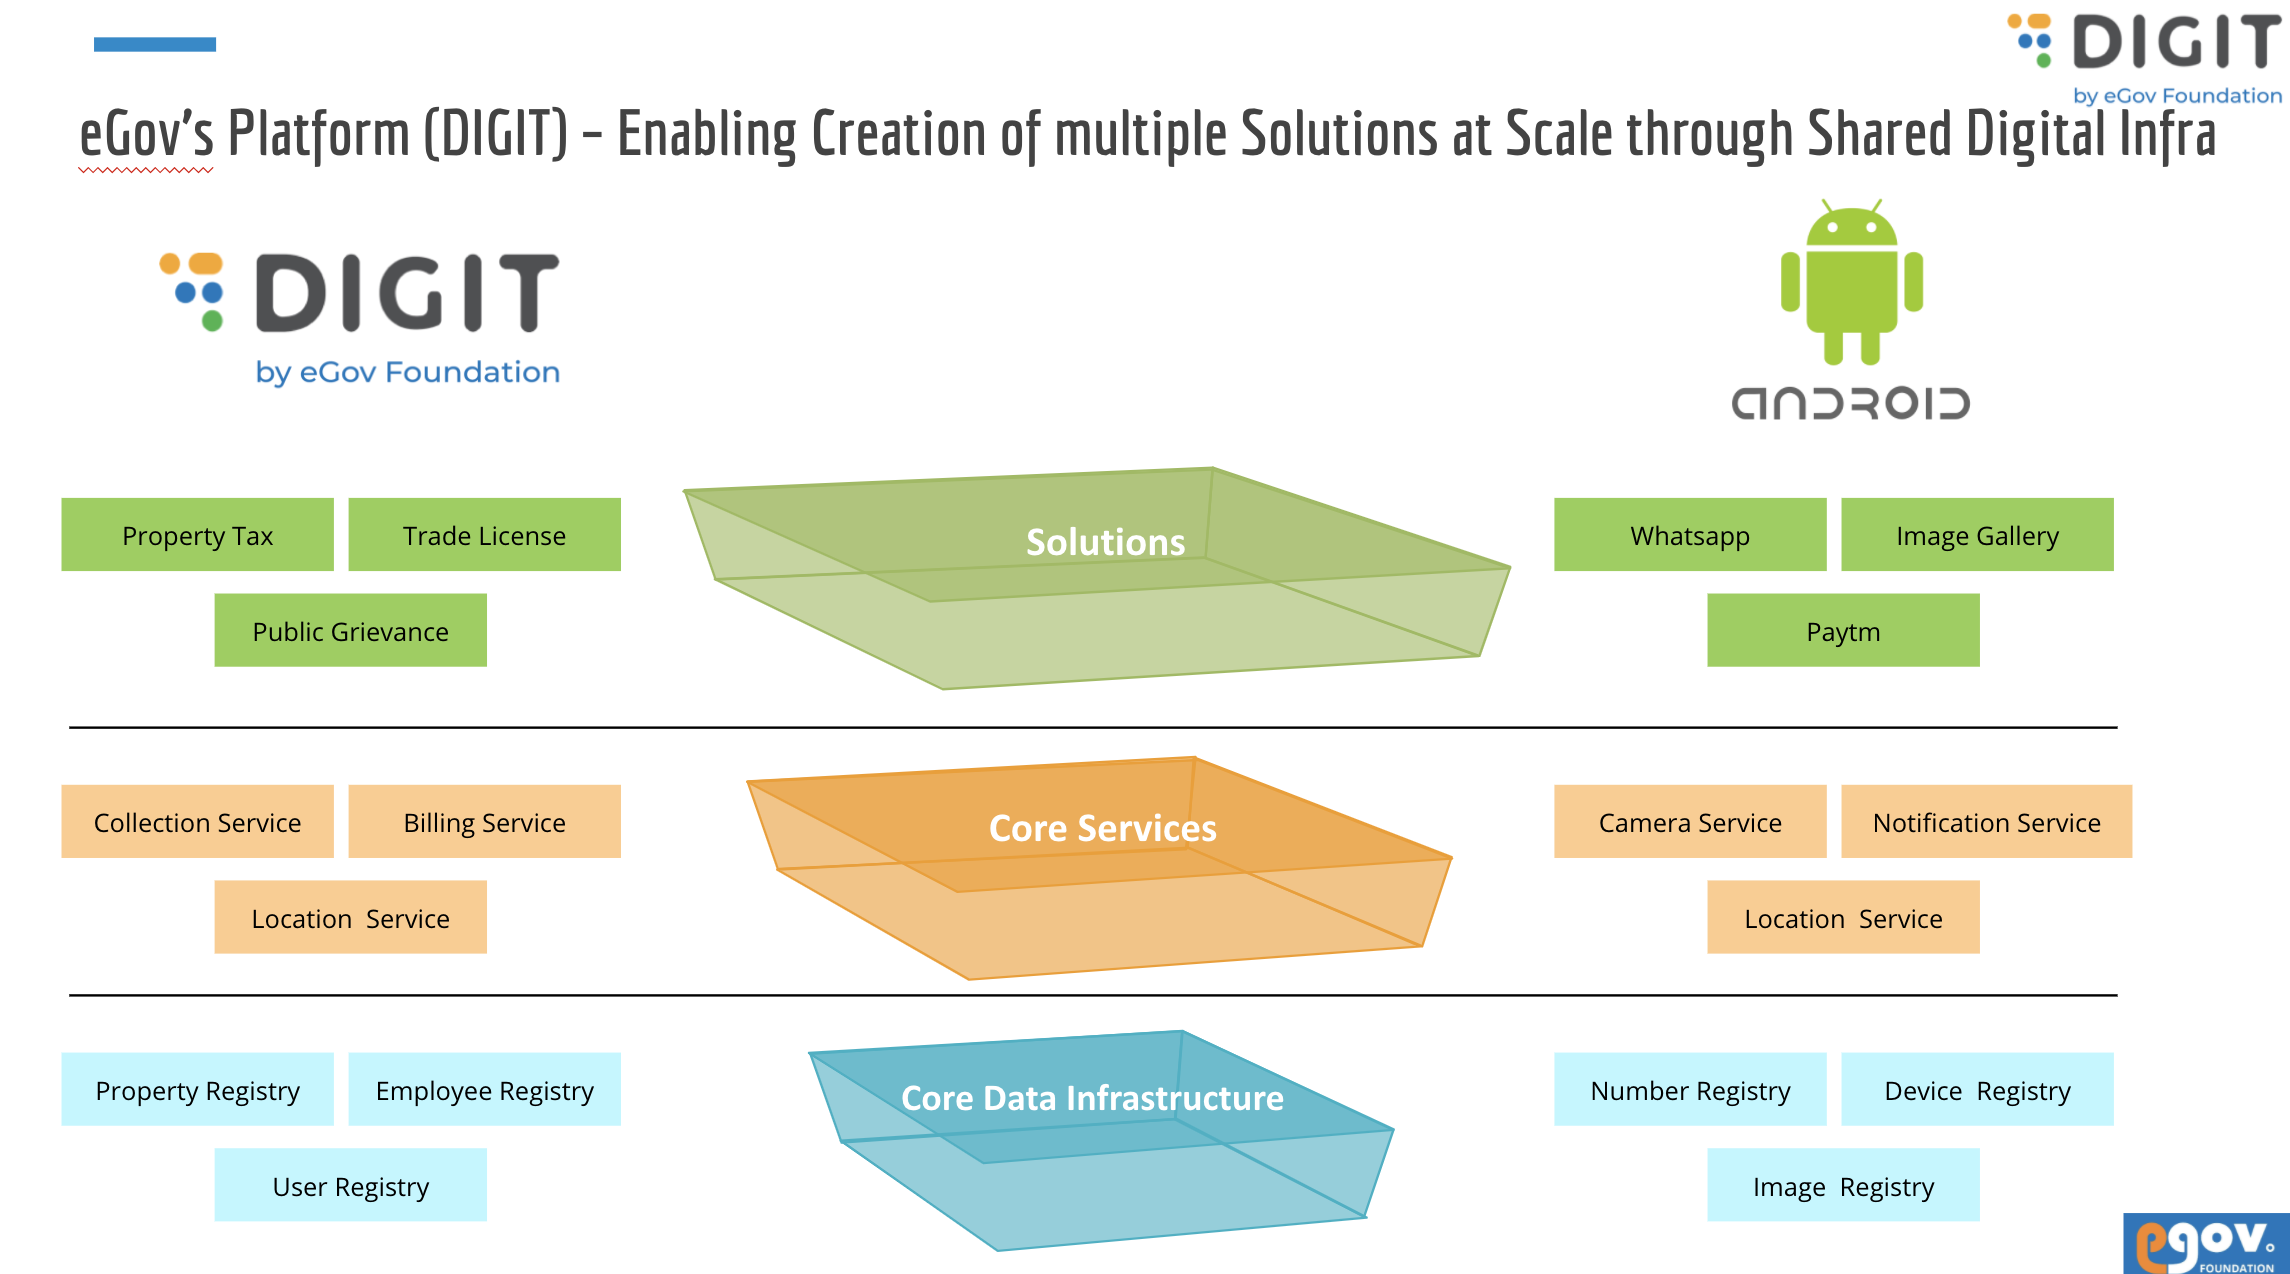 DIGIT
by eGov Foundation
eGov’s Platform (DIGIT) – Enabling Creation of multiple Solutions at Scale through Shared Digital Infra
DIGIT
by eGov Foundation
ANDROID
Property Tax
Trade License
Public Grievance
Solutions
Whatsapp
Image Gallery
Paytm
Collection Service
Billing Service
Location Service
Core Services
Camera Service
Notification Service
Location Service
Property Registry
Employee Registry
User Registry
Core Data Infrastructure
Number Registry
Device Registry
Image Registry
egov.
FOUNDATION